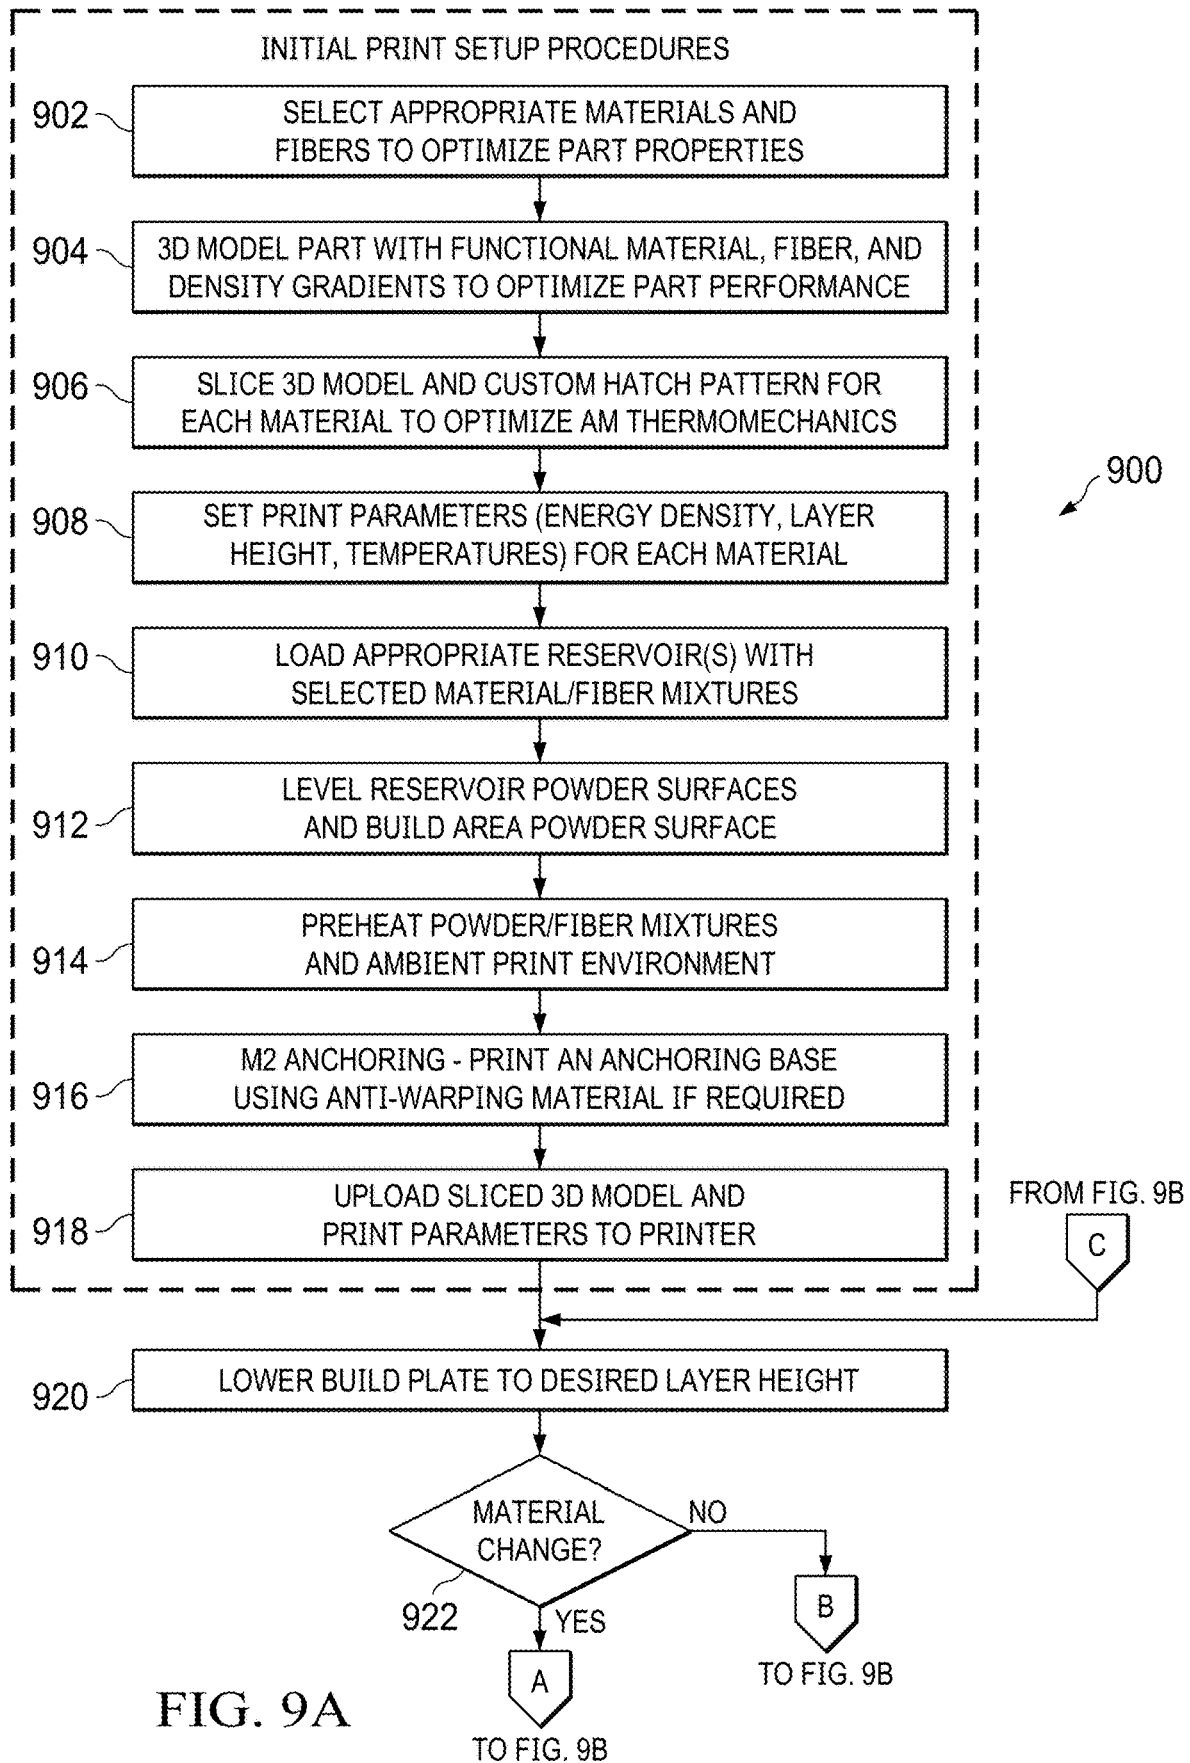 INITIAL PRINT SETUP PROCEDURES
902
SELECT APPROPRIATE MATERIALS AND
FIBERS TO OPTIMIZE PART PROPERTIES
904
3D MODEL PART WITH FUNCTIONAL MATERIAL, FIBER, AND
DENSITY GRADIENTS TO OPTIMIZE PART PERFORMANCE
906
SLICE 3D MODEL AND CUSTOM HATCH PATTERN FOR
EACH MATERIAL TO OPTIMIZE AM THERMOMECHANICS
900
908
SET PRINT PARAMETERS (ENERGY DENSITY, LAYER
HEIGHT, TEMPERATURES) FOR EACH MATERIAL
910
LOAD APPROPRIATE RESERVOIR(S) WITH
SELECTED MATERIAL/FIBER MIXTURES
912
LEVEL RESERVOIR POWDER SURFACES
AND BUILD AREA POWDER SURFACE
914
PREHEAT POWDER/FIBER MIXTURES
AND AMBIENT PRINT ENVIRONMENT
916
M2 ANCHORING - PRINT AN ANCHORING BASE
USING ANTI-WARPING MATERIAL IF REQUIRED
918
UPLOAD SLICED 3D MODEL AND
PRINT PARAMETERS TO PRINTER
FROM FIG. 9B
C
920
LOWER BUILD PLATE TO DESIRED LAYER HEIGHT
MATERIAL
CHANGE?
NO
922
YES
B
TO FIG. 9B
A
TO FIG. 9B
FIG. 9A